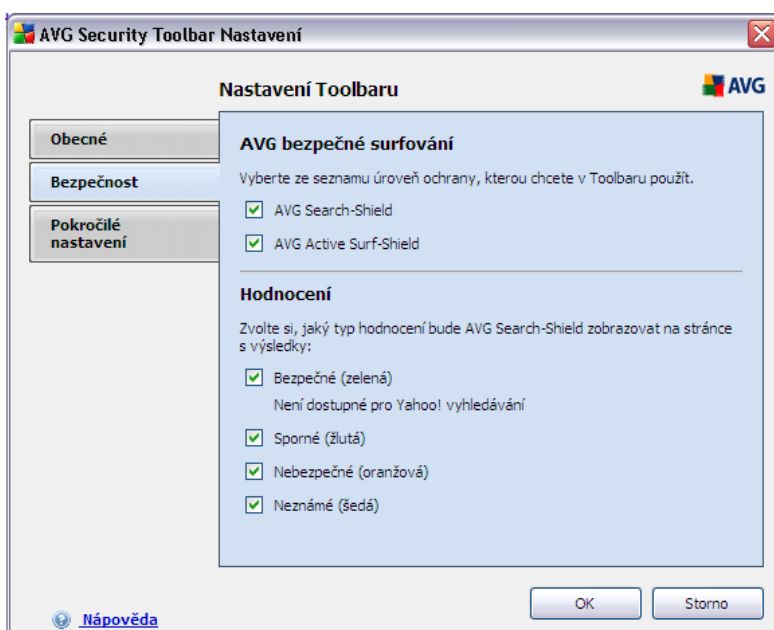 AVG Security Toolbar Nastavení
Nastavení Toolbaru
AVG
Obecné
Bezpečnost
Pokročilé
nastavení
AVG bezpečné surfování
Vyberte ze seznamu úroveň ochrany, kterou chcete v Toolbaru použít.
AVG Search-Shield
AVG Active Surf-Shield
Hodnocení
Zvolte si, jaký typ hodnocení bude AVG Search-Shield zobrazovat na stránce
s výsledky:
Bezpečné (zelená)
Není dostupné pro Yahoo! vyhledávání
Sporné (žlutá)
Nebezpečné (oranžová)
Neznámé (šedá)
OK
Storno
Nápověda